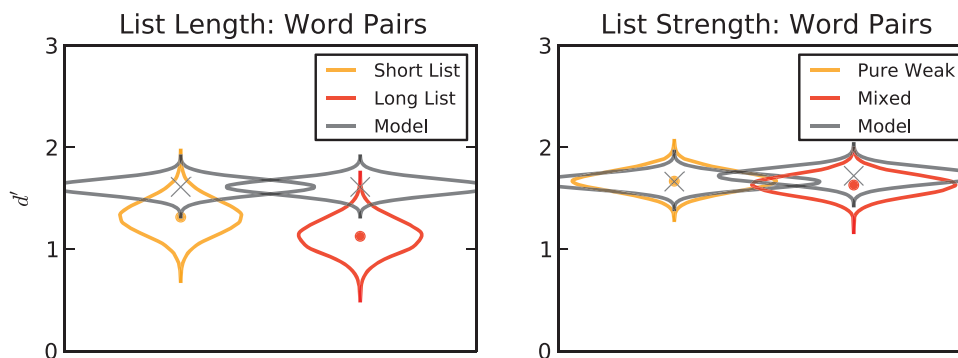 List Length: Word Pairs
3
2
1
0
d′
Short List
Long List
Model
List Strength: Word Pairs
3
2
1
0
Pure Weak
Mixed
Model